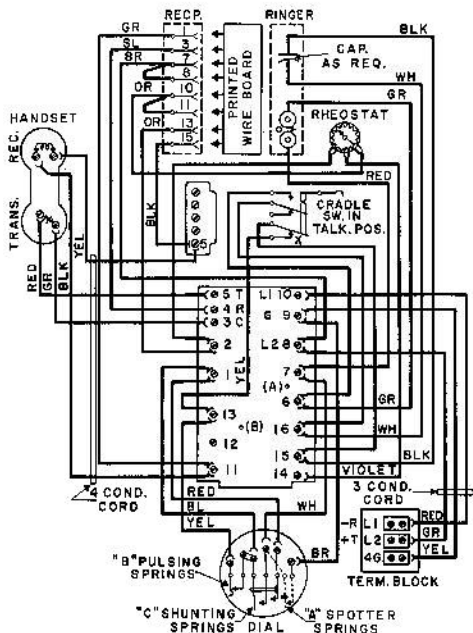 RECP. RINGER
GR
SL
BR
OR
OR
1
3
7
8
10
11
13
15
PRINTED
WIRE BOARD
BLK
CAP.
AS REQ.
WH
GR
RHEOSTAT
RED
HANDSET
REC.
TRANS.
BLK
5
CRADLE
SW. IN
TALK. POS.
X
YEL
RED
GR
BLK
YEL
5 T
4 R
3 C
2
1
13
12
11
L1 10
G 9
L2 8
7
(A)
6
(B)
16
15
14
GR
WH
BLK
VIOLET
4 COND.
CORD
3 COND.
CORD
RED
BL
YEL
WH
BR
-R L1
+T L2
4G
RED
GR
YEL
TERM. BLOCK
"B" PULSING
SPRINGS
"C" SHUNTING
SPRINGS
DIAL
"A" SPOTTER
SPRINGS